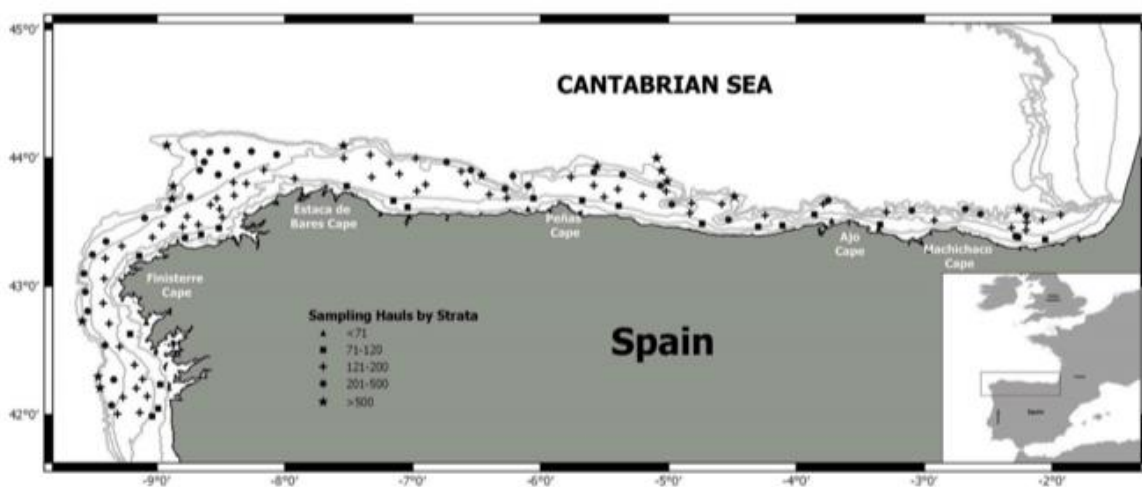 45°0'
CANTABRIAN SEA
44°0'
Estaca de
Bares Cape
Peñas
Cape
Ajo
Cape
Machichaco
Cape
43°0'
Finisterre
Cape
Sampling Hauls by Strata
<71
71-120
121-200
201-500
>500
Spain
42°0'
Spain
-9°0'
-8°0'
-7°0'
-6°0'
-5°0'
-4°0'
-3°0'
-2°0'